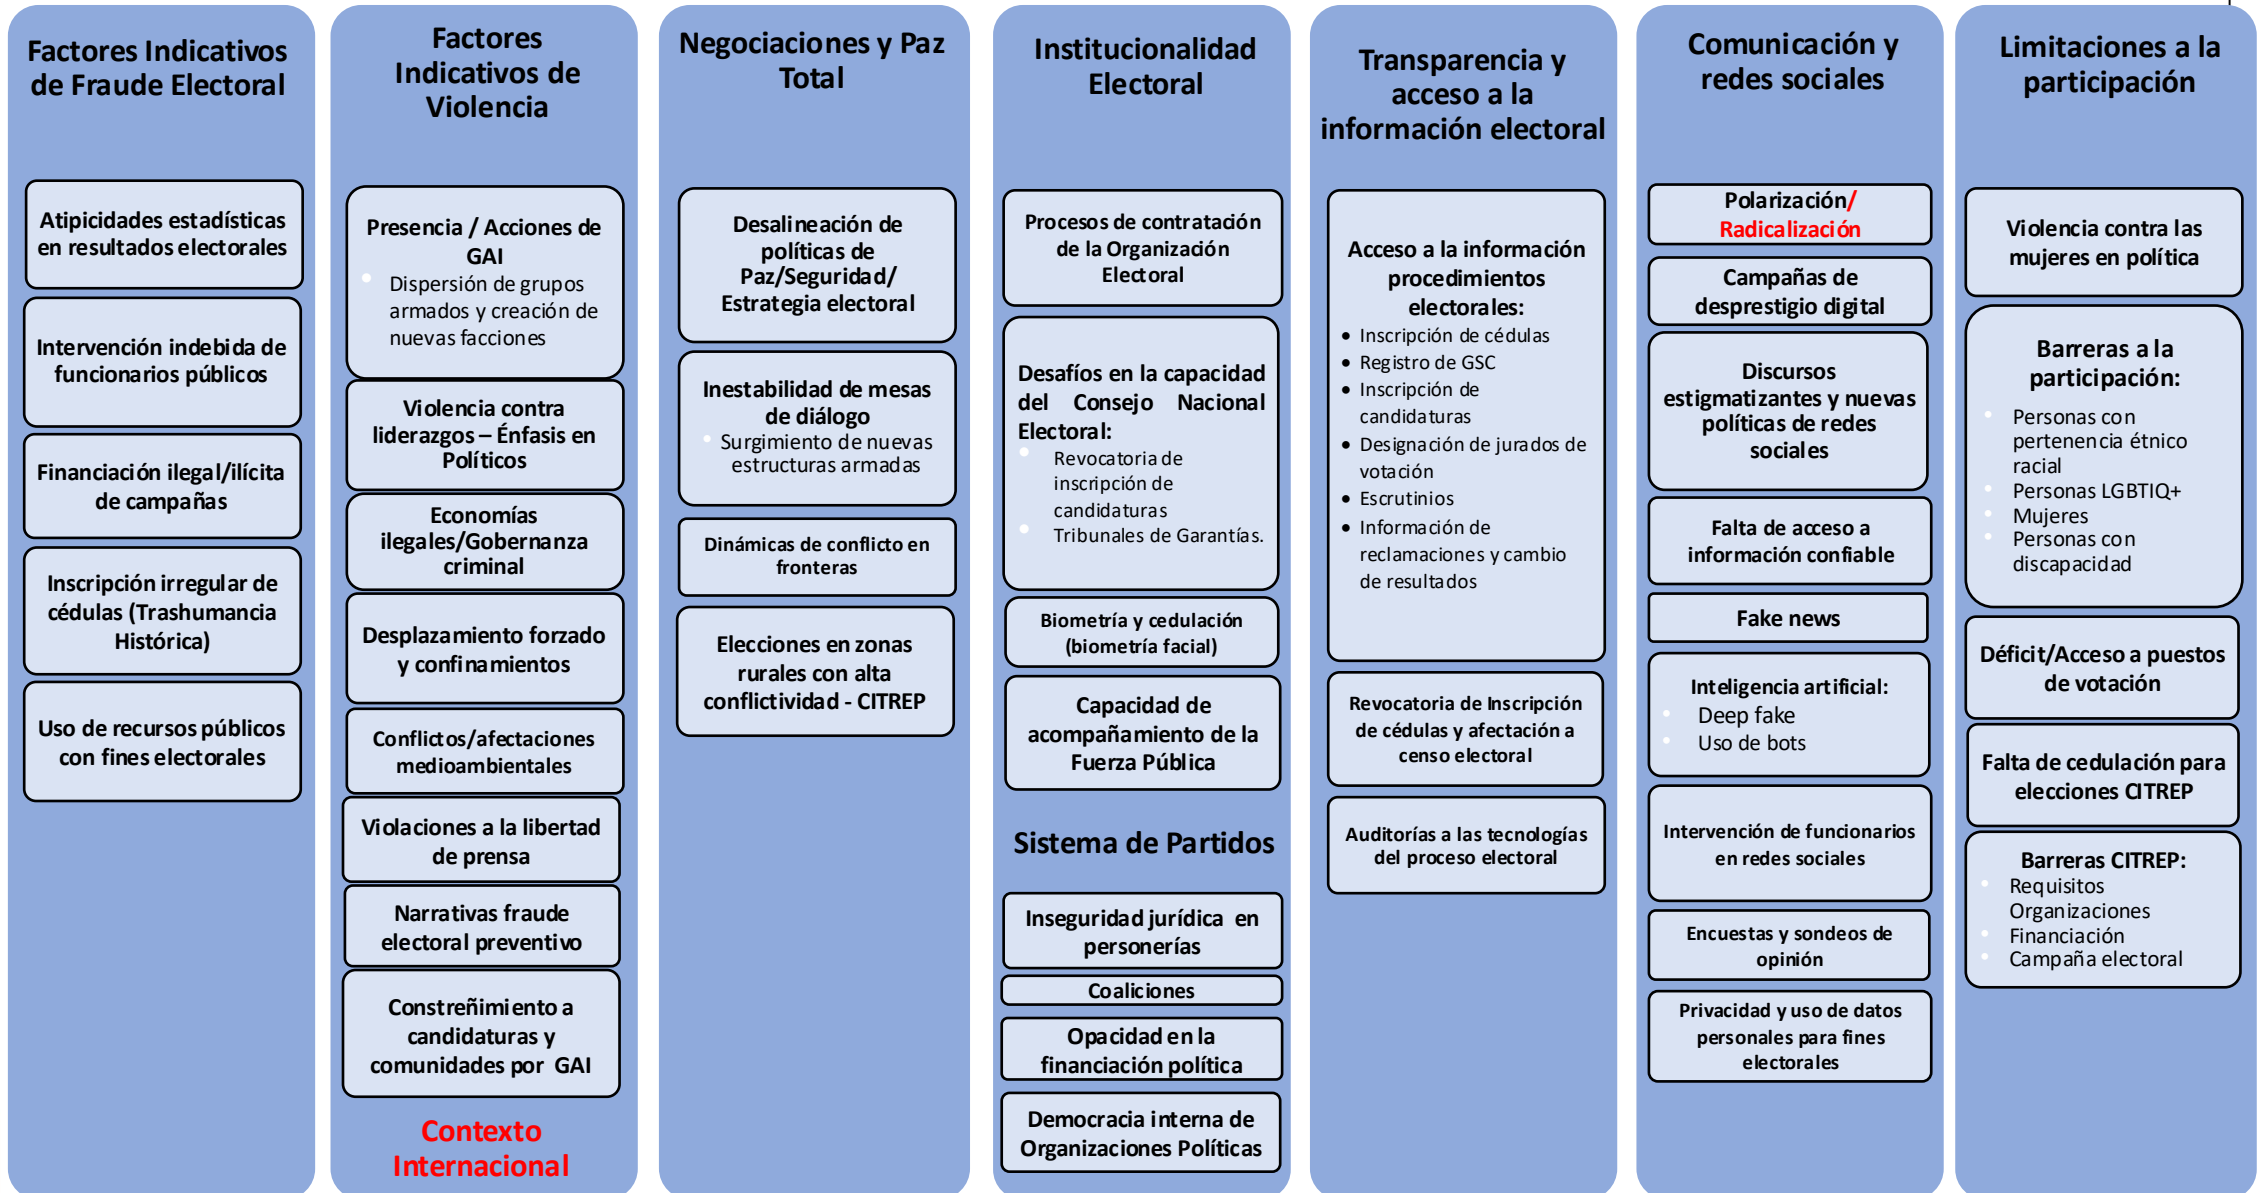 Factores Indicativos
de Fraude Electoral
Atipicidades estadísticas
en resultados electorales
Intervención indebida de
funcionarios públicos
Financiación ilegal/ilícita
de campañas
Inscripción irregular de
cédulas (Trashumancia
Histórica)
Uso de recursos públicos
con fines electorales
Factores
Indicativos de
Violencia
Presencia / Acciones de
GAI
• Dispersión de grupos
armados y creación de
nuevas facciones
Violencia contra
liderazgos – Énfasis en
Políticos
Economías
ilegales/Gobernanza
criminal
Desplazamiento forzado
y confinamientos
Conflictos/afectaciones
medioambientales
Violaciones a la libertad
de prensa
Narrativas fraude
electoral preventivo
Constreñimiento a
candidaturas y
comunidades por GAI
Contexto
Internacional
Negociaciones y Paz
Total
Desalineación de
políticas de
Paz/Seguridad/
Estrategia electoral
Inestabilidad de mesas
de diálogo
• Surgimiento de nuevas
estructuras armadas
Dinámicas de conflicto en
fronteras
Elecciones en zonas
rurales con alta
conflictividad - CITREP
Institucionalidad
Electoral
Procesos de contratación
de la Organización
Electoral
Desafíos en la capacidad
del Consejo Nacional
Electoral:
• Revocatoria de
inscripción de
candidaturas
• Tribunales de Garantías.
Biometría y cedulación
(biometría facial)
Capacidad de
acompañamiento de la
Fuerza Pública
Sistema de Partidos
Inseguridad jurídica en
personerías
Coaliciones
Opacidad en la
financiación política
Democracia interna de
Organizaciones Políticas
Transparencia y
acceso a la
información electoral
Acceso a la información
procedimientos
electorales:
• Inscripción de cédulas
• Registro de GSC
• Inscripción de
candidaturas
• Designación de jurados de
votación
• Escrutinios
• Información de
reclamaciones y cambio
de resultados
Revocatoria de Inscripción
de cédulas y afectación a
censo electoral
Auditorías a las tecnologías
del proceso electoral
Comunicación y
redes sociales
Polarización/
Radicalización
Campañas de
desprestigio digital
Discursos
estigmatizantes y nuevas
políticas de redes
sociales
Falta de acceso a
información confiable
Fake news
Inteligencia artificial:
• Deep fake
• Uso de bots
Intervención de funcionarios
en redes sociales
Encuestas y sondeos de
opinión
Privacidad y uso de datos
personales para fines
electorales
Limitaciones a la
participación
Violencia contra las
mujeres en política
Barreras a la
participación:
• Personas con
pertenencia étnico
racial
• Personas LGBTIQ+
• Mujeres
• Personas con
discapacidad
Déficit/Acceso a puestos
de votación
Falta de cedulación para
elecciones CITREP
Barreras CITREP:
• Requisitos
Organizaciones
• Financiación
• Campaña electoral